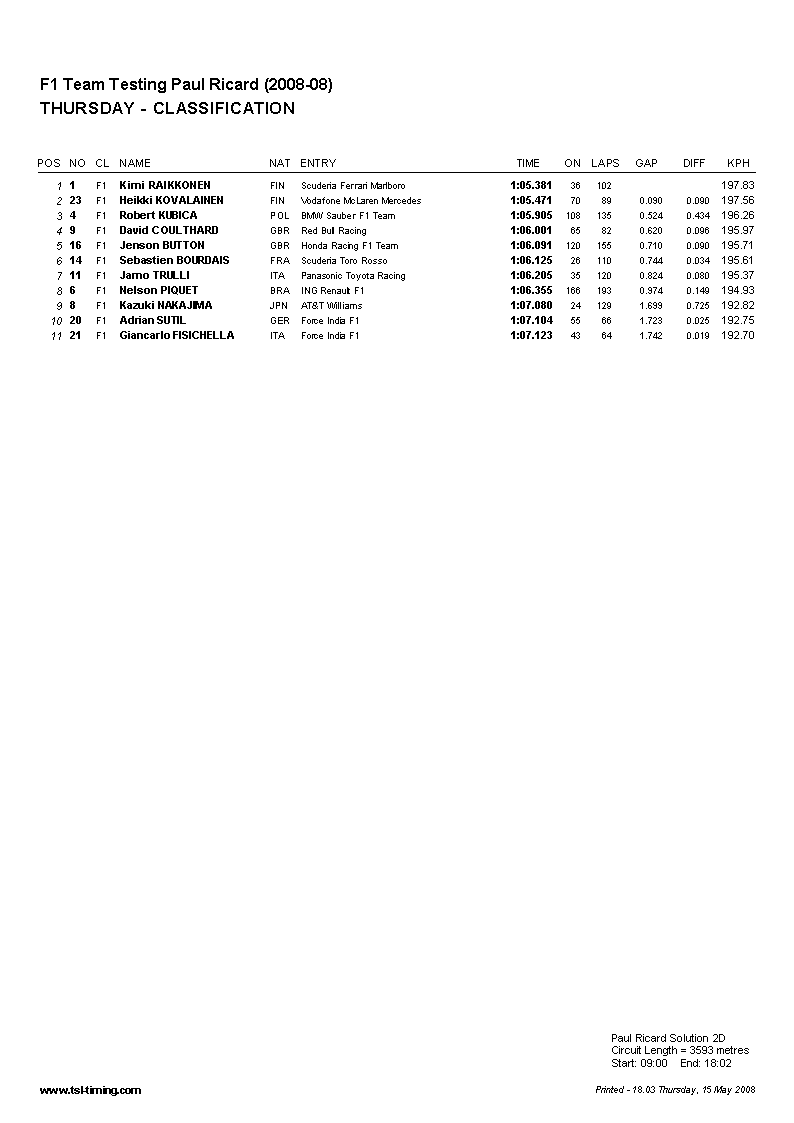 F1 Team Testing Paul Ricard (2008-08)
THURSDAY - CLASSIFICATION
POS NO CL NAME NAT ENTRY TIME ON LAPS GAP DIFF KPH
1 1 F1 Kimi RAIKKONEN FIN Scuderia Ferrari Marlboro 1:05.381 36 102 197.83
2 23 F1 Heikki KOVALAINEN FIN Vodafone McLaren Mercedes 1:05.471 70 89 0.090 0.090 197.56
3 4 F1 Robert KUBICA POL BMW Sauber F1 Team 1:05.905 108 135 0.524 0.434 196.26
4 9 F1 David COULTHARD GBR Red Bull Racing 1:06.001 65 82 0.620 0.096 195.97
5 16 F1 Jenson BUTTON GBR Honda Racing F1 Team 1:06.091 120 155 0.710 0.090 195.71
6 14 F1 Sebastien BOURDAIS FRA Scuderia Toro Rosso 1:06.125 26 110 0.744 0.034 195.61
7 11 F1 Jarno TRULLI ITA Panasonic Toyota Racing 1:06.205 35 120 0.824 0.080 195.37
8 6 F1 Nelson PIQUET BRA ING Renault F1 1:06.355 166 193 0.974 0.149 194.93
9 8 F1 Kazuki NAKAJIMA JPN AT&T Williams 1:07.080 24 129 1.699 0.725 192.82
10 20 F1 Adrian SUTIL GER Force India F1 1:07.104 55 66 1.723 0.025 192.75
11 21 F1 Giancarlo FISICHELLA ITA Force India F1 1:07.123 43 64 1.742 0.019 192.70
Paul Ricard Solution 2D
Circuit Length = 3593 metres
Start: 09:00 End: 18:02
www.tsl-timing.com Printed - 18.03 Thursday, 15 May 2008